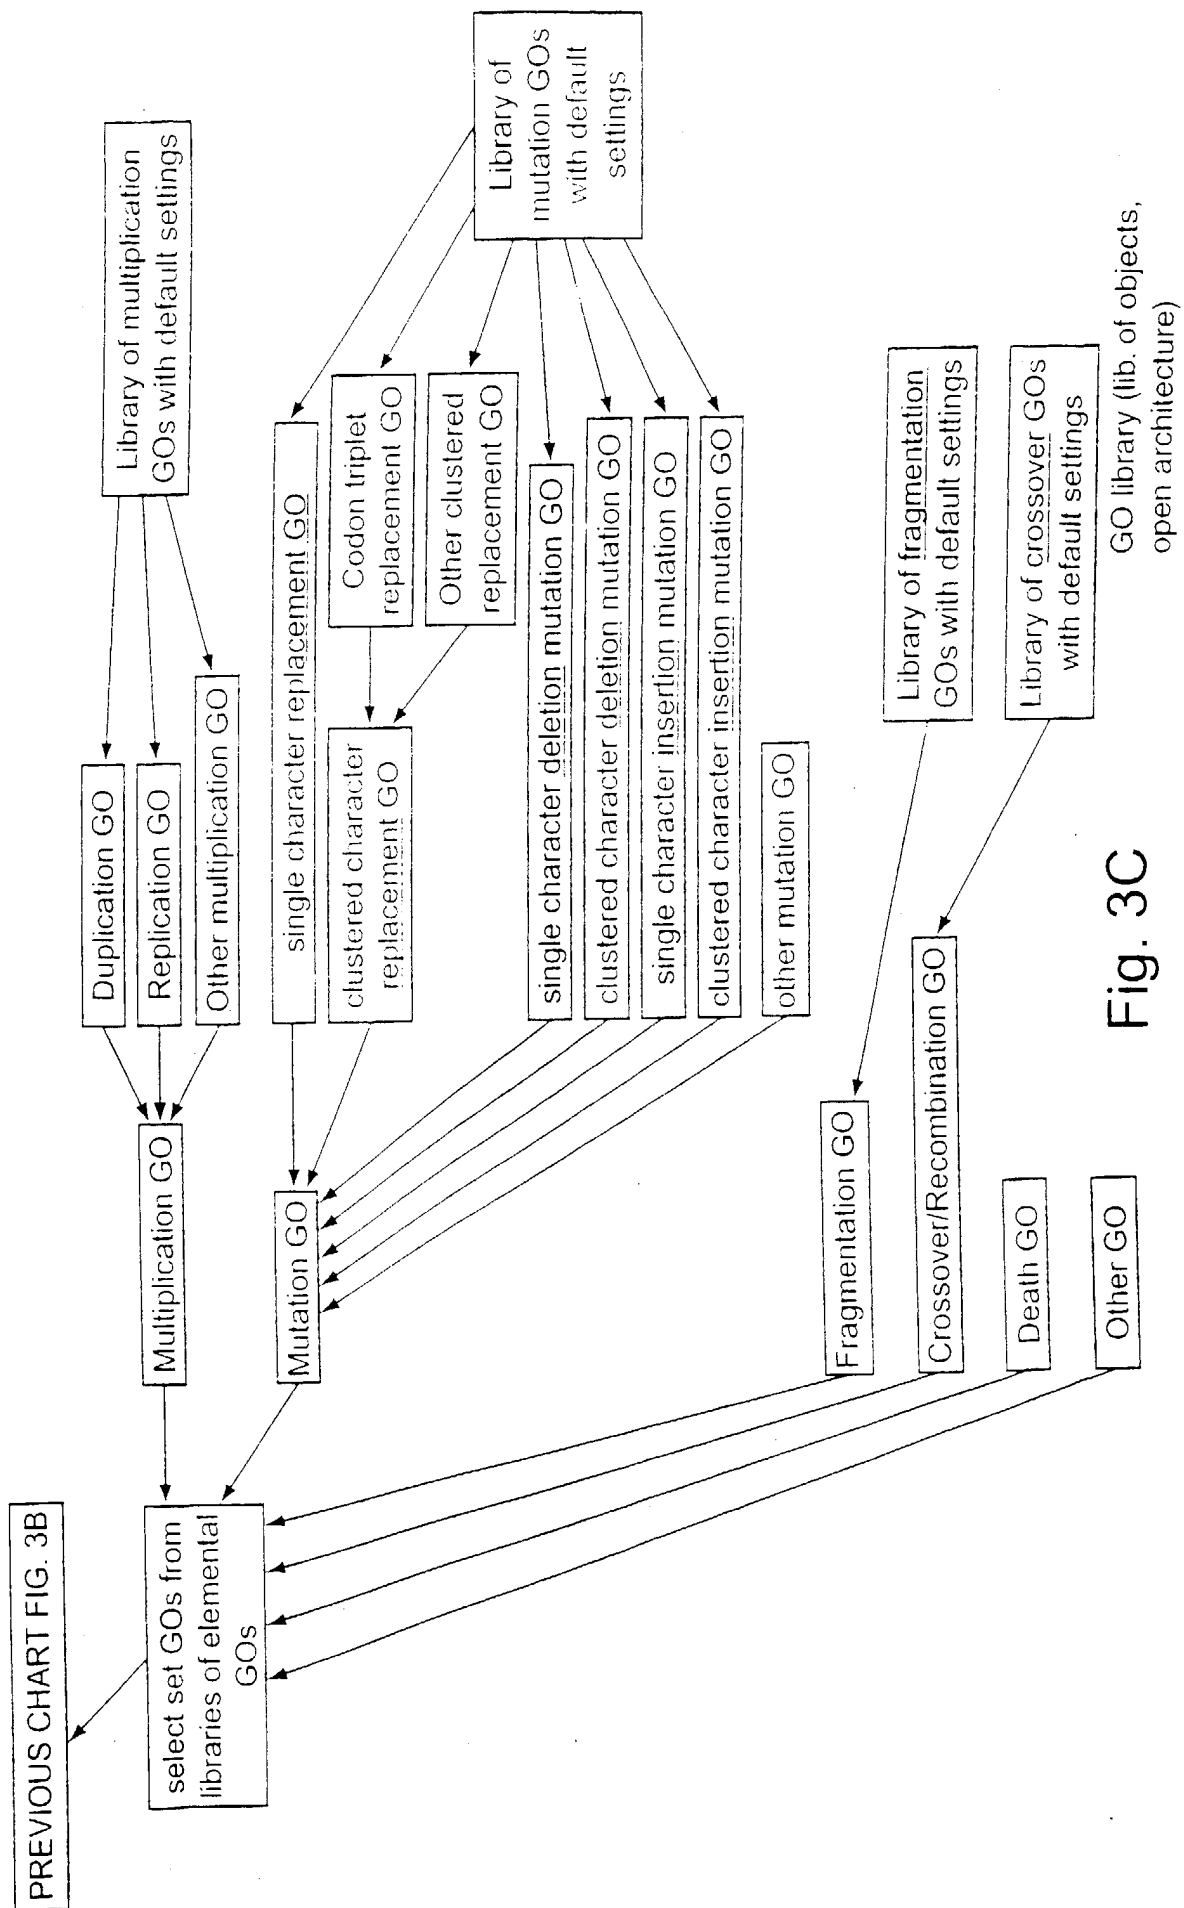 PREVIOUS CHART FIG. 3B
select set GOs from
libraries of elemental
GOs
Multiplication GO
Duplication GO
Replication GO
Other multiplication GO
Library of multiplication
GOs with default settings
Mutation GO
single character replacement GO
clustered character
replacement GO
Codon triplet
replacement GO
Other clustered
replacement GO
Library of
mutation GOs
with default
settings
single character deletion mutation GO
clustered character deletion mutation GO
single character insertion mutation GO
clustered character insertion mutation GO
other mutation GO
Fragmentation GO
Library of fragmentation
GOs with default settings
Crossover/Recombination GO
Library of crossover GOs
with default settings
Death GO
Other GO
GO library (lib. of objects,
open architecture)
Fig. 3C